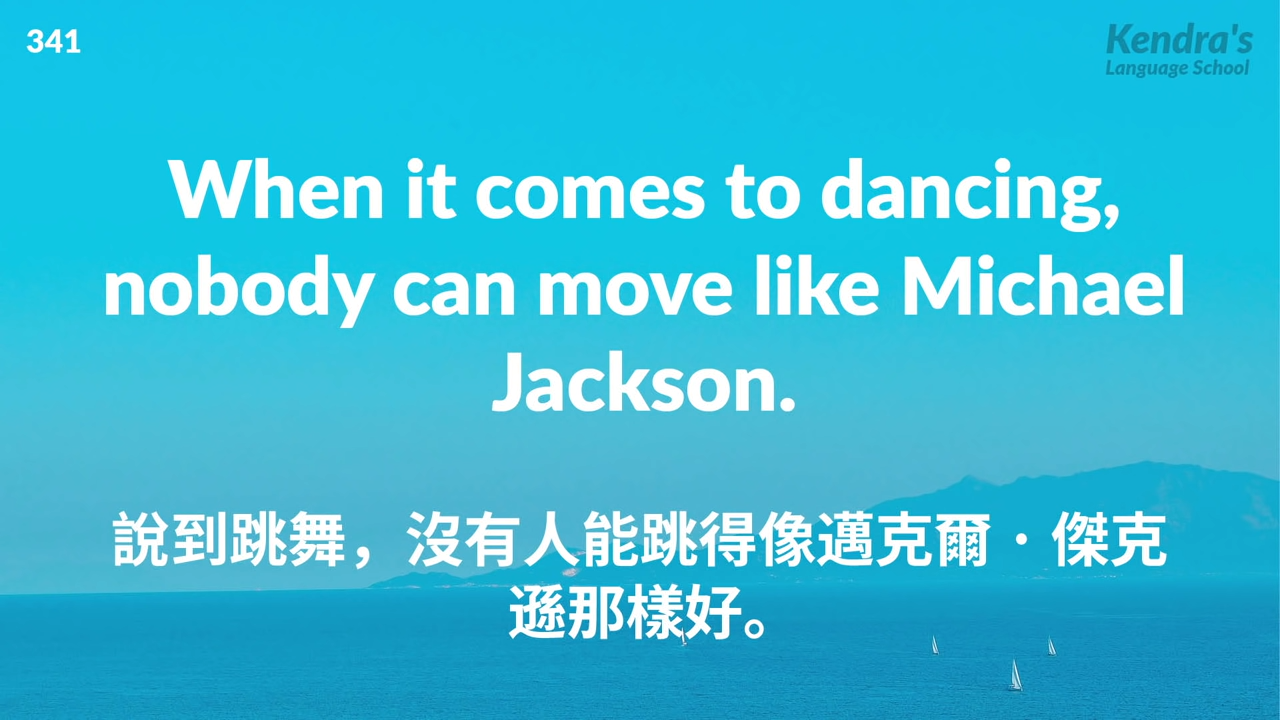 341
Kendra's
Language School
When it comes to dancing,
nobody can move like Michael
Jackson.
說到跳舞，沒有人能跳得像邁克爾．傑克
遜那樣好。